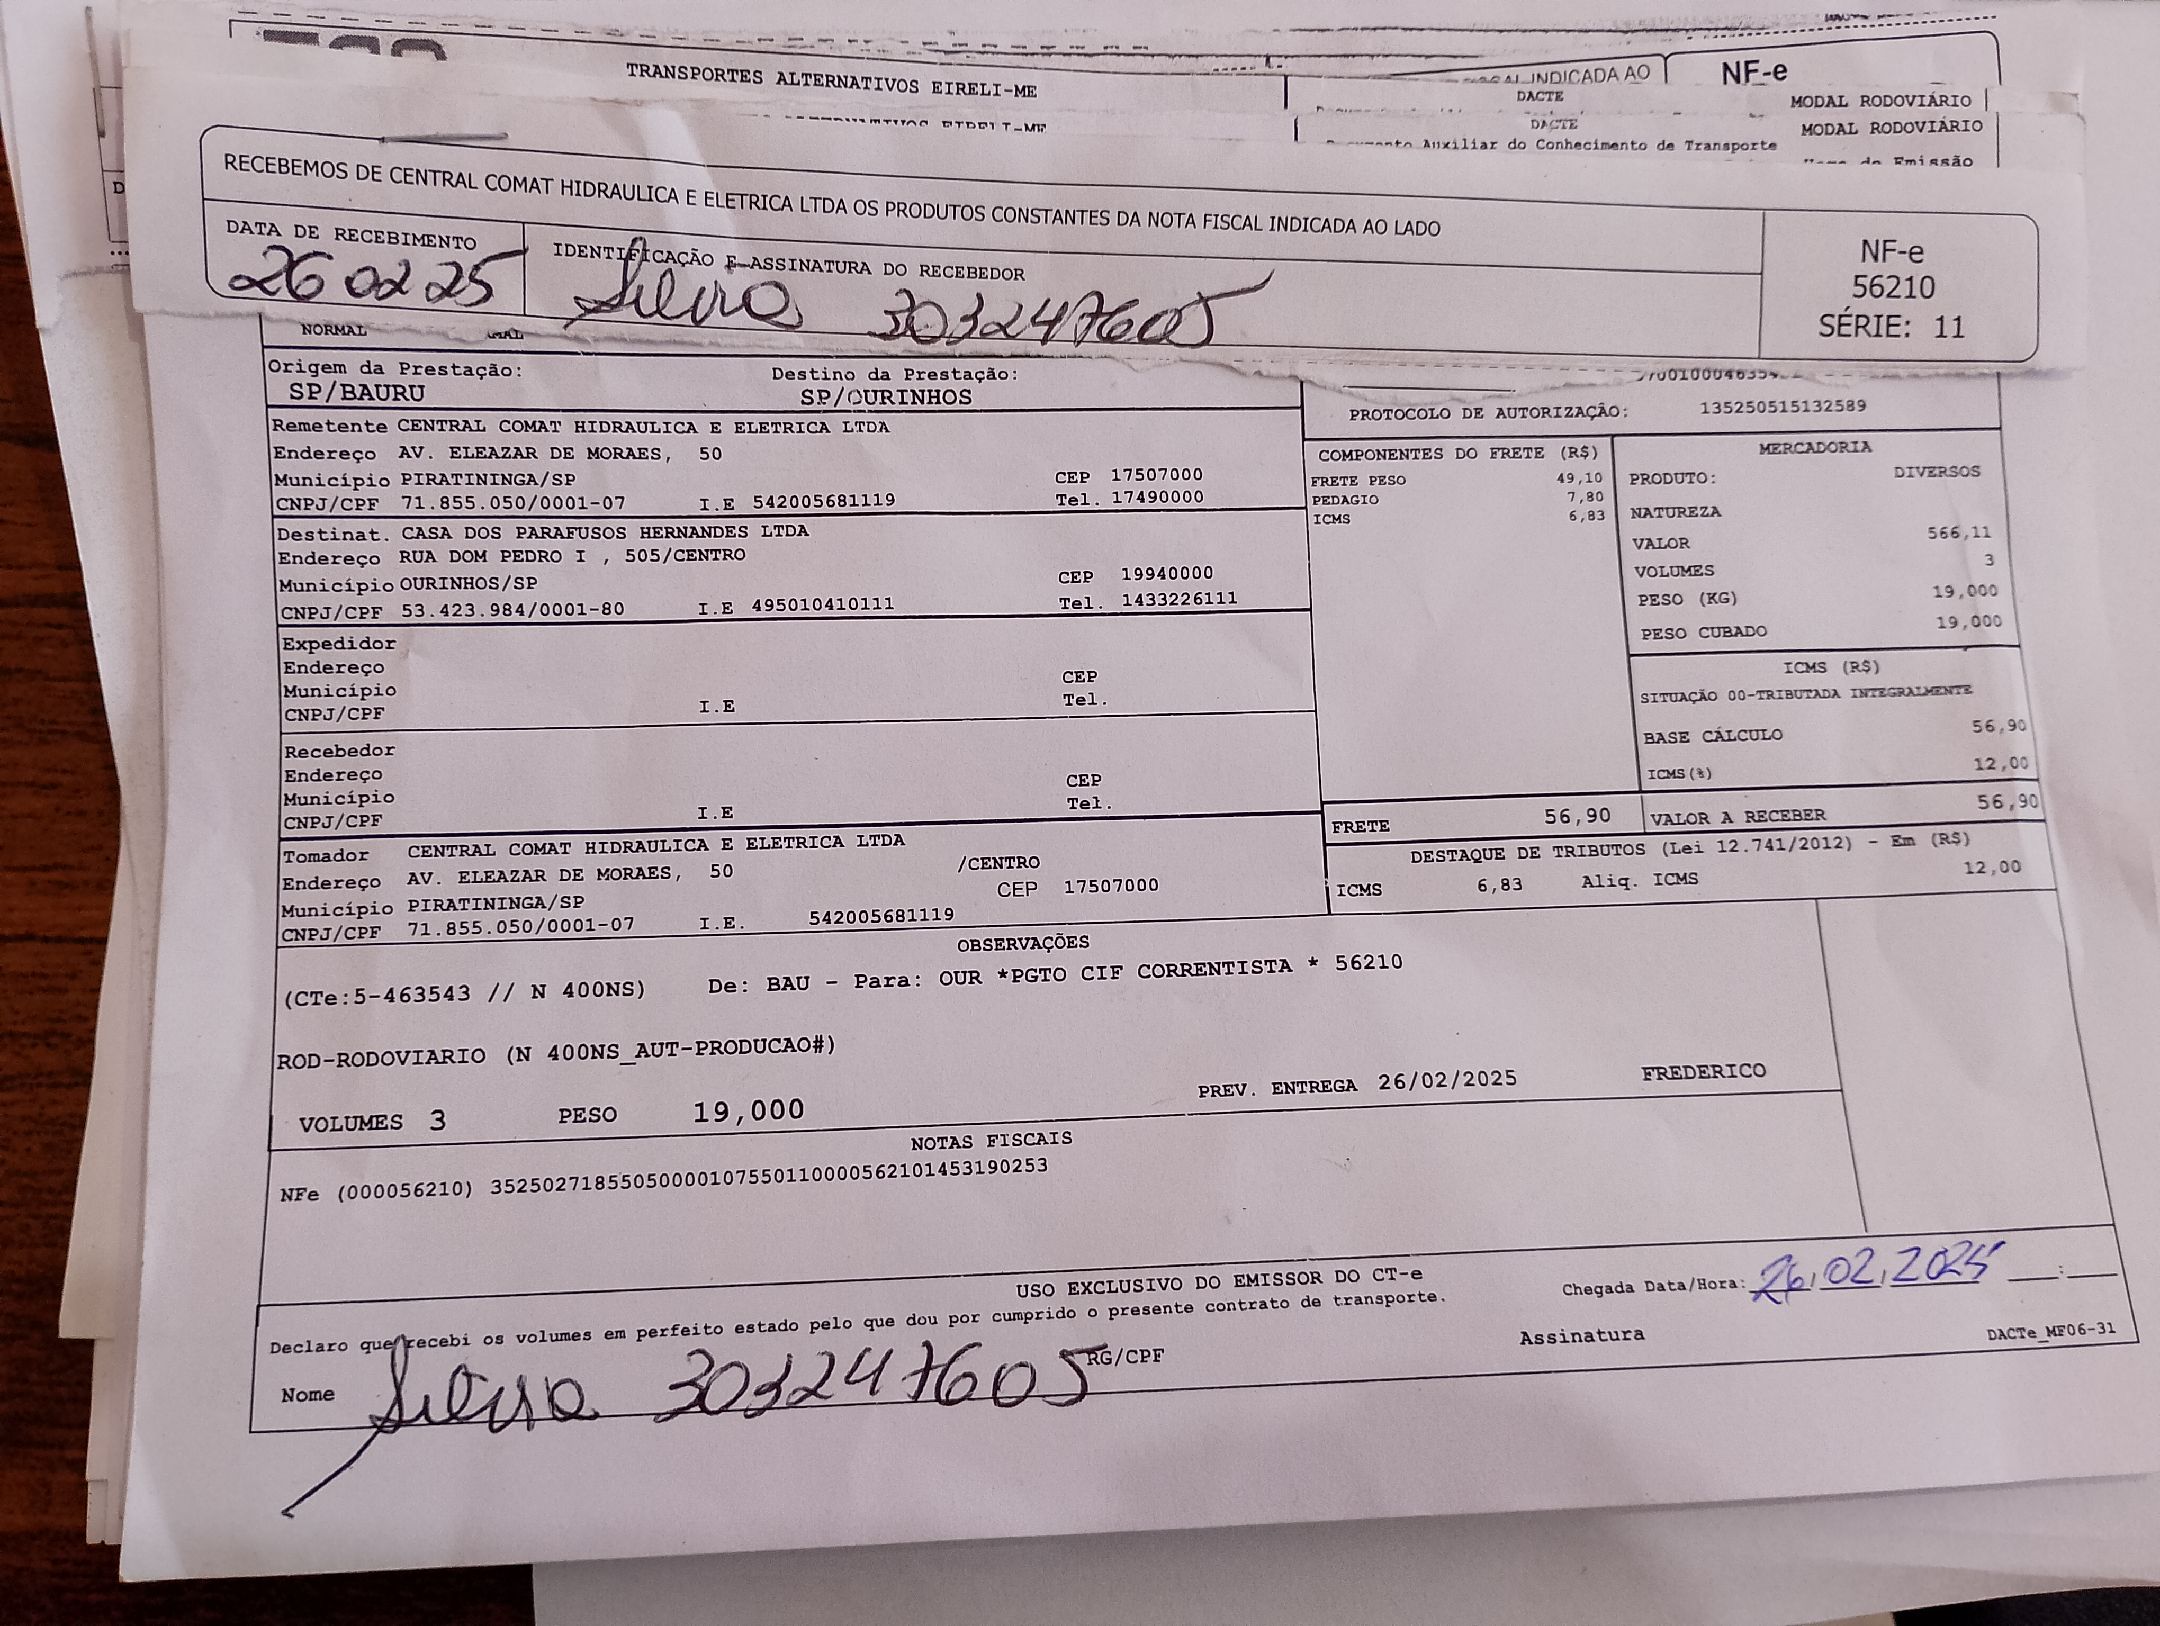 TRANSPORTES ALTERNATIVOS EIRELI-ME
INDICADA AO
NF-e
DACTE
MODAL RODOVIÁRIO
DACTE
MODAL RODOVIÁRIO
Auxiliar do Conhecimento de Transporte
RECEBEMOS DE CENTRAL COMAT HIDRAULICA E ELETRICA LTDA OS PRODUTOS CONSTANTES DA NOTA FISCAL INDICADA AO LADO
DATA DE RECEBIMENTO
26 02 25
IDENTIFICAÇÃO E ASSINATURA DO RECEBEDOR
Silvia 303247605
NF-e
56210
SÉRIE: 11
NORMAL
Origem da Prestação:
SP/BAURU
Destino da Prestação:
SP/OURINHOS
Remetente CENTRAL COMAT HIDRAULICA E ELETRICA LTDA
Endereço AV. ELEAZAR DE MORAES, 50
Município PIRATININGA/SP CEP 17507000
CNPJ/CPF 71.855.050/0001-07 I.E 542005681119 Tel. 17490000
Destinat. CASA DOS PARAFUSOS HERNANDES LTDA
Endereço RUA DOM PEDRO I , 505/CENTRO
Município OURINHOS/SP CEP 19940000
CNPJ/CPF 53.423.984/0001-80 I.E 495010410111 Tel. 1433226111
Expedidor
Endereço
Município CEP
CNPJ/CPF I.E Tel.
Recebedor
Endereço
Município CEP
CNPJ/CPF I.E Tel.
Tomador CENTRAL COMAT HIDRAULICA E ELETRICA LTDA
Endereço AV. ELEAZAR DE MORAES, 50 /CENTRO
Município PIRATININGA/SP CEP 17507000
CNPJ/CPF 71.855.050/0001-07 I.E. 542005681119
PROTOCOLO DE AUTORIZAÇÃO: 135250515132589
COMPONENTES DO FRETE (R$)
FRETE PESO 49,10
PEDAGIO 7,80
ICMS 6,83
MERCADORIA
PRODUTO: DIVERSOS
NATUREZA
VALOR 566,11
VOLUMES 3
PESO (KG) 19,000
PESO CUBADO 19,000
ICMS (R$)
SITUAÇÃO 00-TRIBUTADA INTEGRALMENTE
BASE CÁLCULO 56,90
ICMS(%) 12,00
FRETE 56,90 VALOR A RECEBER 56,90
DESTAQUE DE TRIBUTOS (Lei 12.741/2012) - Em (R$)
ICMS 6,83 Aliq. ICMS 12,00
OBSERVAÇÕES
(CTe:5-463543 // N 400NS) De: BAU - Para: OUR *PGTO CIF CORRENTISTA * 56210
ROD-RODOVIARIO (N 400NS_AUT-PRODUCAO#)
PREV. ENTREGA 26/02/2025 FREDERICO
VOLUMES 3 PESO 19,000
NOTAS FISCAIS
NFe (000056210) 35250271855050000107550110000562101453190253
USO EXCLUSIVO DO EMISSOR DO CT-e
Chegada Data/Hora: 26/02/2025 ___:___
Declaro que recebi os volumes em perfeito estado pelo que dou por cumprido o presente contrato de transporte.
Nome Silvia 303247605 RG/CPF Assinatura
DACTe_MF06-31